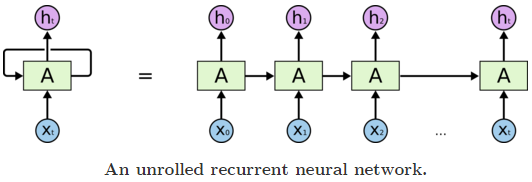 hₜ h₀ h₁ h₂ hₜ
A = A A A A
xₜ x₀ x₁ x₂ ... xₜ
An unrolled recurrent neural network.